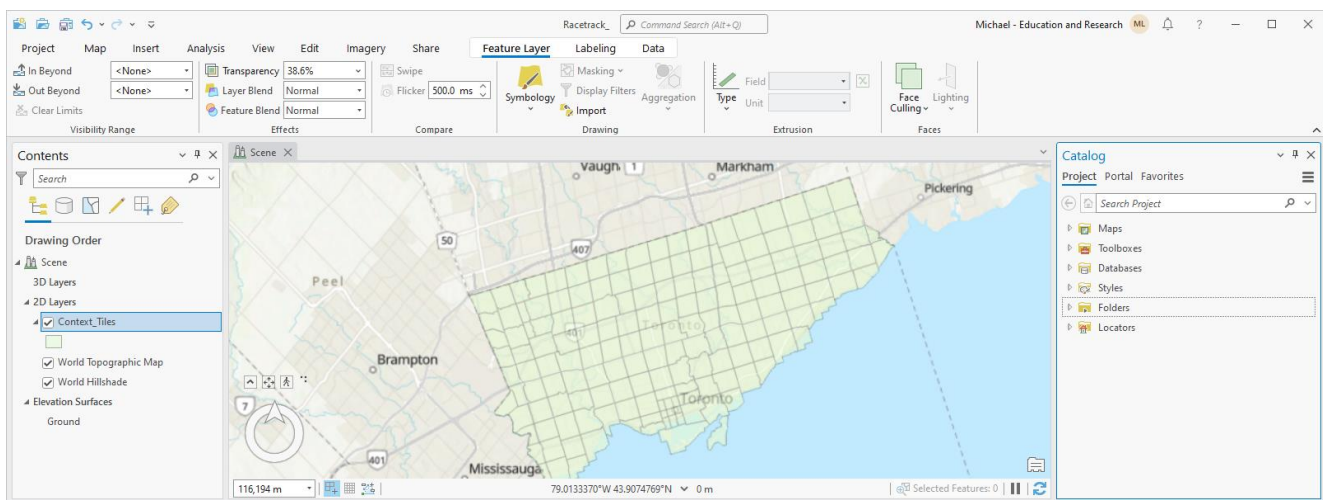 Racetrack_ Command Search (Alt+Q) Michael - Education and Research ML ?
Project Map Insert Analysis View Edit Imagery Share Feature Layer Labeling Data
In Beyond <None> Transparency 38.6% Swipe Masking Field
Out Beyond <None> Layer Blend Normal Flicker 500.0 ms Symbology Display Filters Aggregation Type Unit Face Culling Lighting
Clear Limits Feature Blend Normal Import
Visibility Range Effects Compare Drawing Extrusion Faces
Contents
Search
Drawing Order
Scene
3D Layers
2D Layers
Context_Tiles
World Topographic Map
World Hillshade
Elevation Surfaces
Ground
Scene
Vaughn 1 Markham
Pickering
50
407
Peel
401 Toronto
Brampton
7
Toronto
401
Mississauga
116,194 m 79.0133370°W 43.9074769°N 0 m Selected Features: 0
Catalog
Project Portal Favorites
Search Project
Maps
Toolboxes
Databases
Styles
Folders
Locators